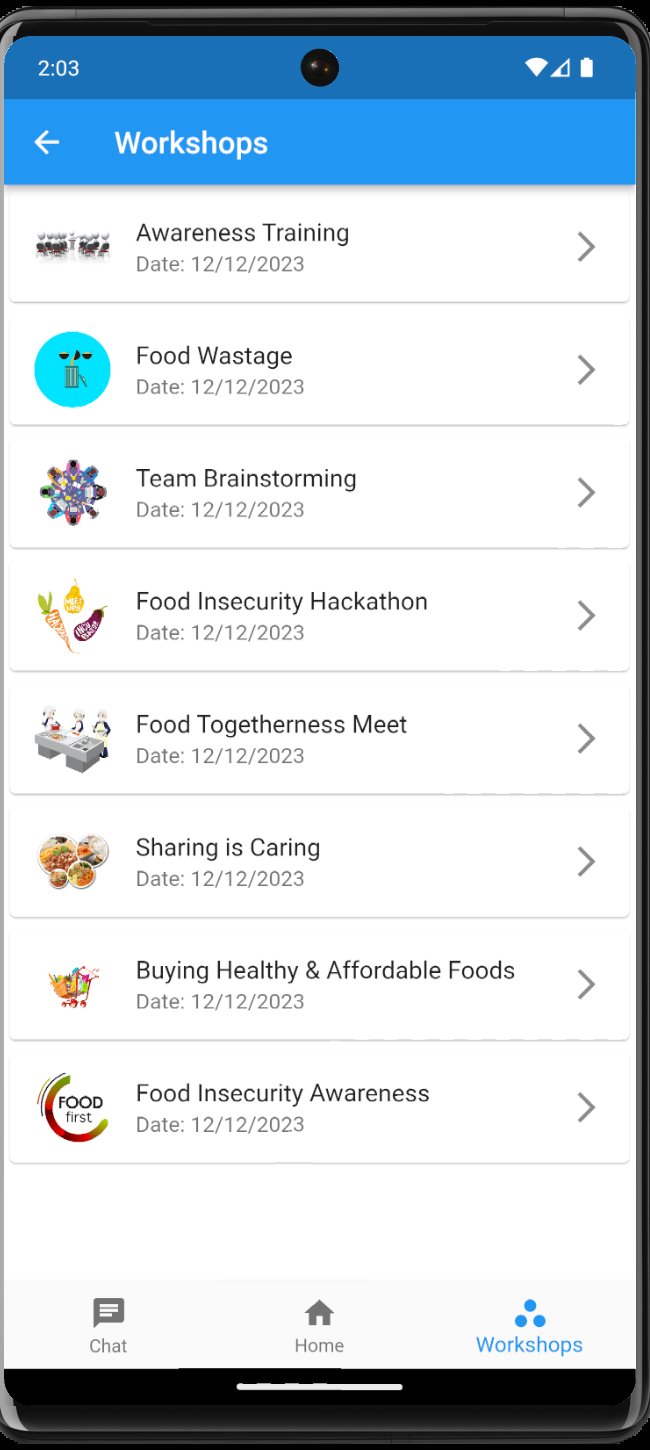 2:03
Workshops
Awareness Training
Date: 12/12/2023
Food Wastage
Date: 12/12/2023
Team Brainstorming
Date: 12/12/2023
Food Insecurity Hackathon
Date: 12/12/2023
Food Togetherness Meet
Date: 12/12/2023
Sharing is Caring
Date: 12/12/2023
Buying Healthy & Affordable Foods
Date: 12/12/2023
FOOD
first
Food Insecurity Awareness
Date: 12/12/2023
Chat
Home
Workshops